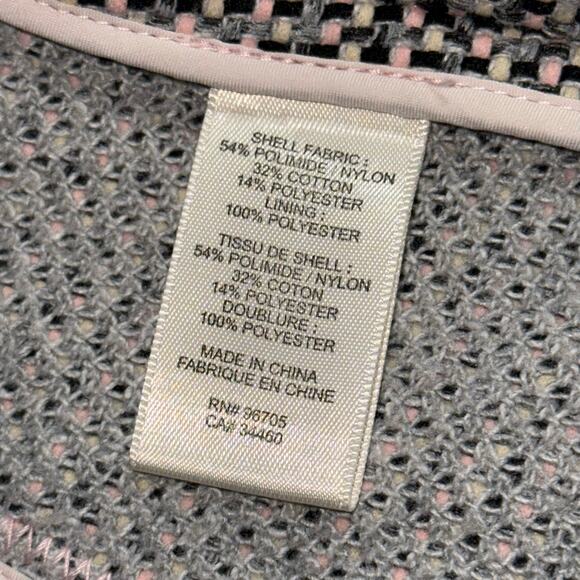 SHELL FABRIC :
54% POLIMIDE / NYLON
32% COTTON
14% POLYESTER
LINING :
100% POLYESTER
TISSU DE SHELL :
54% POLIMIDE / NYLON
32% COTON
14% POLYESTER
DOUBLURE :
100% POLYESTER
MADE IN CHINA
FABRIQUE EN CHINE
RN# 96705
CA# 34460